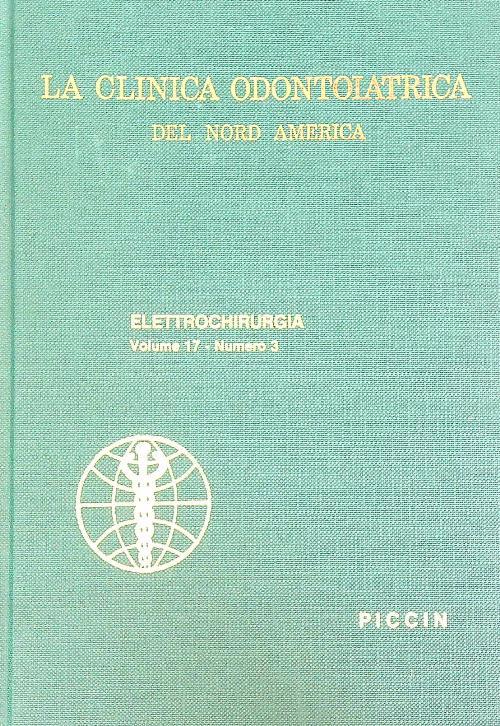 LA CLINICA ODONTOIATRICA
DEL NORD AMERICA
ELETTROCHIRURGIA
Volume 17 - Numero 3
PICCIN